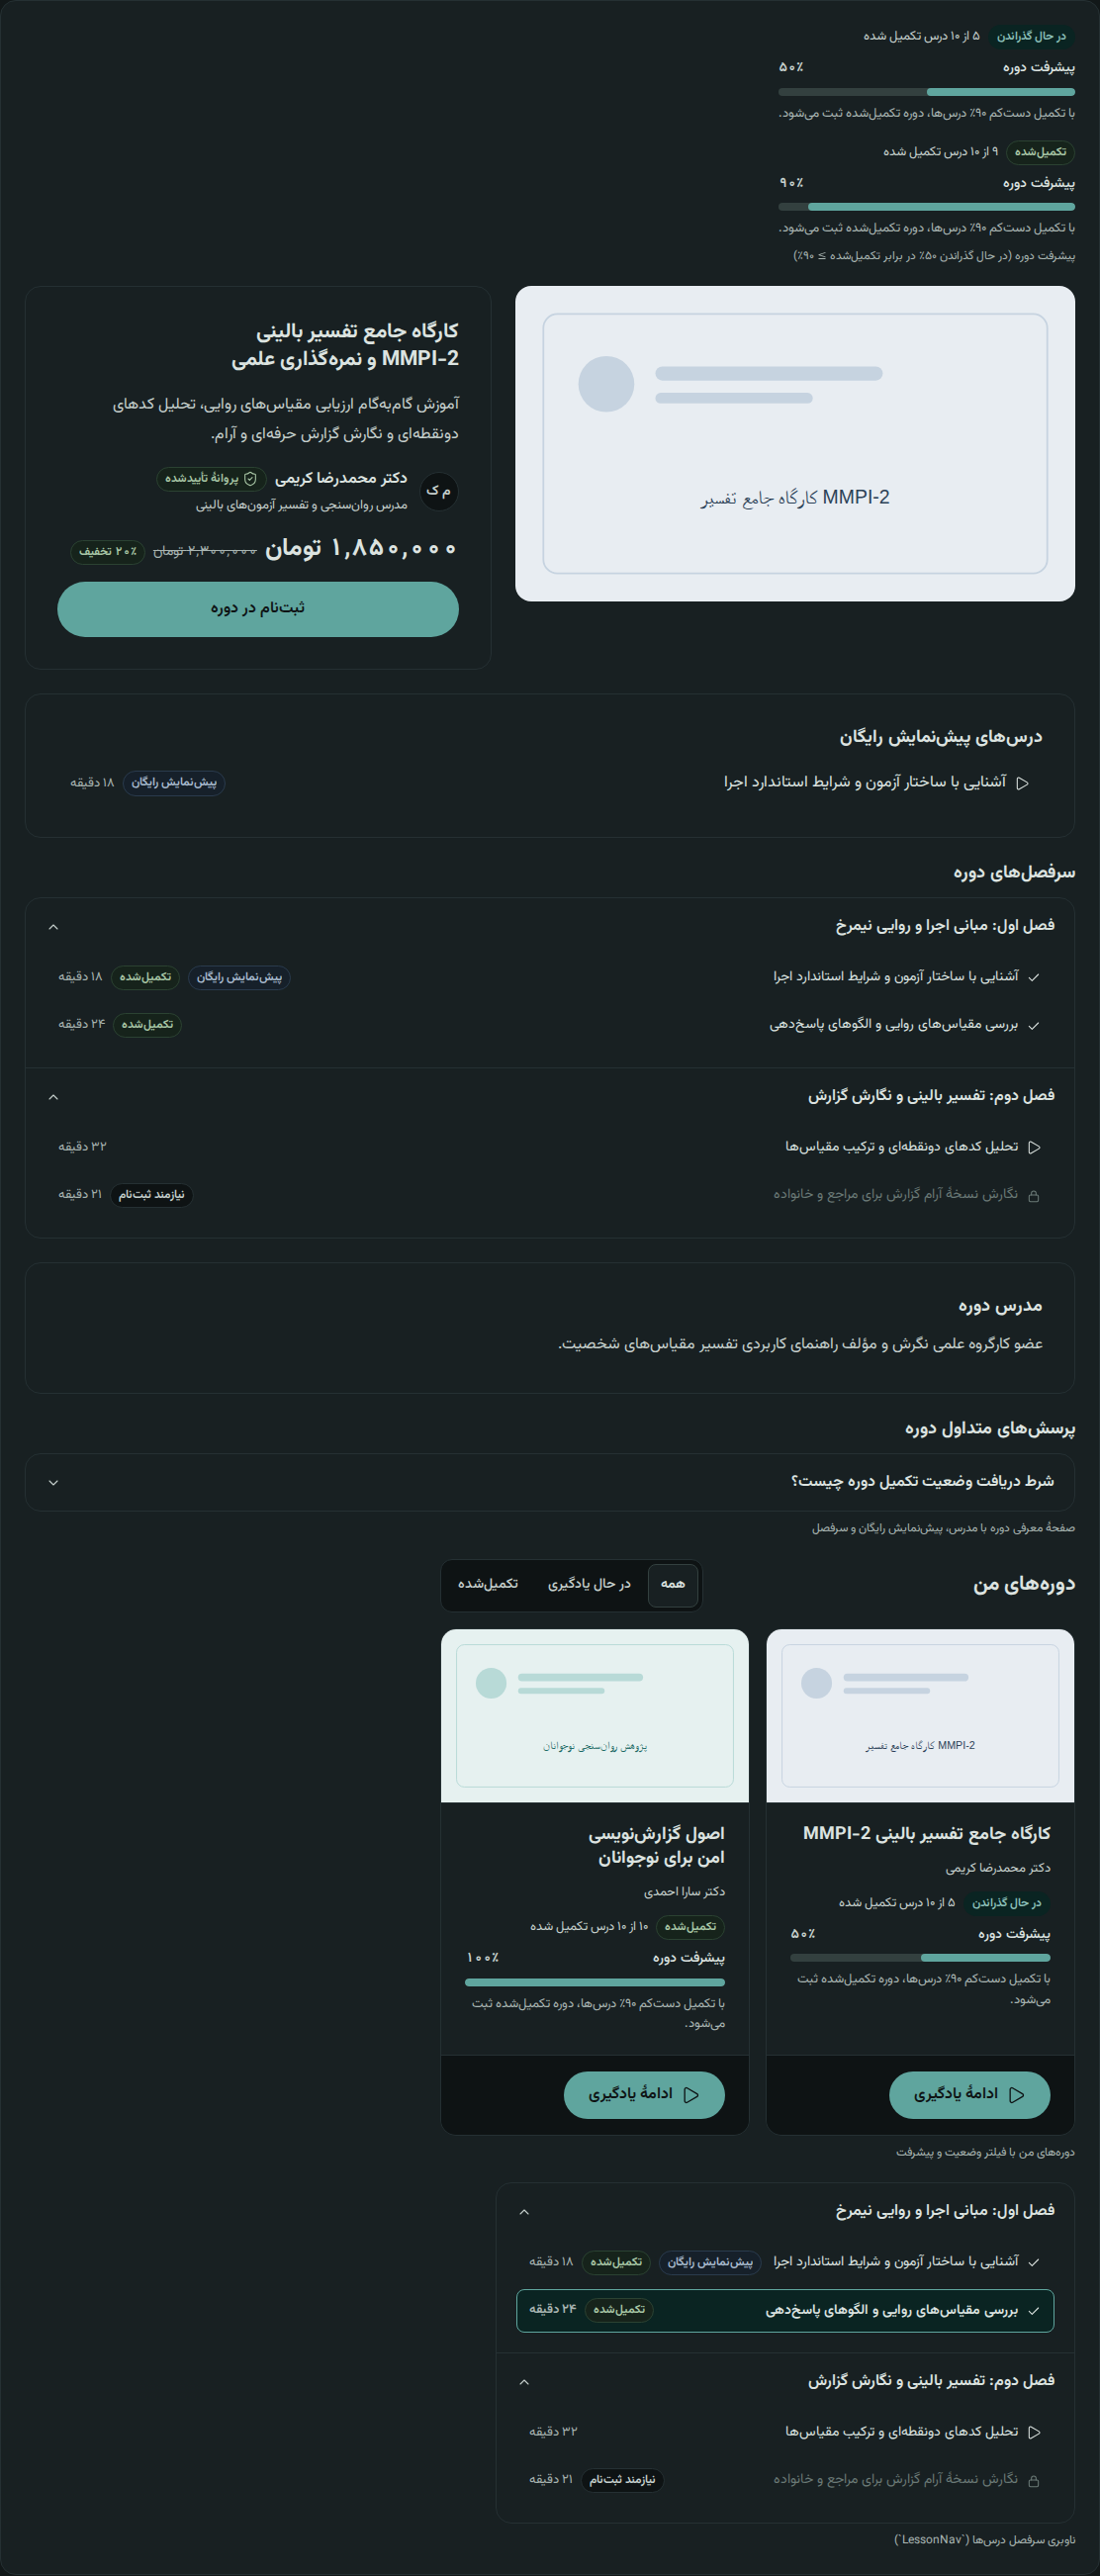 در حال گذراندن ۵ از ۱۰ درس تکمیل شده
پیشرفت دوره ۵۰٪
با تکمیل دست‌کم ۹۰٪ درس‌ها، دوره تکمیل‌شده ثبت می‌شود.
تکمیل‌شده ۹ از ۱۰ درس تکمیل شده
پیشرفت دوره ۹۰٪
با تکمیل دست‌کم ۹۰٪ درس‌ها، دوره تکمیل‌شده ثبت می‌شود.
پیشرفت دوره (در حال گذراندن ۵۰٪ در برابر تکمیل‌شده ≥ ۹۰٪)
MMPI-2 کارگاه جامع تفسیر
کارگاه جامع تفسیر بالینی
MMPI-2 و نمره‌گذاری علمی
آموزش گام‌به‌گام ارزیابی مقیاس‌های روایی، تحلیل کدهای
دونقطه‌ای و نگارش گزارش حرفه‌ای و آرام.
م ک
دکتر محمدرضا کریمی پروانهٔ تأییدشده
مدرس روان‌سنجی و تفسیر آزمون‌های بالینی
۱,۸۵۰,۰۰۰ تومان ۲,۳۰۰,۰۰۰ تومان ۲۰٪ تخفیف
ثبت‌نام در دوره
درس‌های پیش‌نمایش رایگان
آشنایی با ساختار آزمون و شرایط استاندارد اجرا پیش‌نمایش رایگان ۱۸ دقیقه
سرفصل‌های دوره
فصل اول: مبانی اجرا و روایی نیمرخ
آشنایی با ساختار آزمون و شرایط استاندارد اجرا پیش‌نمایش رایگان تکمیل‌شده ۱۸ دقیقه
بررسی مقیاس‌های روایی و الگوهای پاسخ‌دهی تکمیل‌شده ۲۴ دقیقه
فصل دوم: تفسیر بالینی و نگارش گزارش
تحلیل کدهای دونقطه‌ای و ترکیب مقیاس‌ها ۳۲ دقیقه
نگارش نسخهٔ آرام گزارش برای مراجع و خانواده نیازمند ثبت‌نام ۲۱ دقیقه
مدرس دوره
عضو کارگروه علمی نگرش و مؤلف راهنمای کاربردی تفسیر مقیاس‌های شخصیت.
پرسش‌های متداول دوره
شرط دریافت وضعیت تکمیل دوره چیست؟
صفحهٔ معرفی دوره با مدرس، پیش‌نمایش رایگان و سرفصل
دوره‌های من
همه در حال یادگیری تکمیل‌شده
MMPI-2 کارگاه جامع تفسیر
کارگاه جامع تفسیر بالینی MMPI-2
دکتر محمدرضا کریمی
در حال گذراندن ۵ از ۱۰ درس تکمیل شده
پیشرفت دوره ۵۰٪
با تکمیل دست‌کم ۹۰٪ درس‌ها، دوره تکمیل‌شده ثبت
می‌شود.
ادامهٔ یادگیری
پژوهش روان‌سنجی نوجوانان
اصول گزارش‌نویسی
امن برای نوجوانان
دکتر سارا احمدی
تکمیل‌شده ۱۰ از ۱۰ درس تکمیل شده
پیشرفت دوره ۱۰۰٪
با تکمیل دست‌کم ۹۰٪ درس‌ها، دوره تکمیل‌شده ثبت
می‌شود.
ادامهٔ یادگیری
دوره‌های من با فیلتر وضعیت و پیشرفت
فصل اول: مبانی اجرا و روایی نیمرخ
آشنایی با ساختار آزمون و شرایط استاندارد اجرا پیش‌نمایش رایگان تکمیل‌شده ۱۸ دقیقه
بررسی مقیاس‌های روایی و الگوهای پاسخ‌دهی تکمیل‌شده ۲۴ دقیقه
فصل دوم: تفسیر بالینی و نگارش گزارش
تحلیل کدهای دونقطه‌ای و ترکیب مقیاس‌ها ۳۲ دقیقه
نگارش نسخهٔ آرام گزارش برای مراجع و خانواده نیازمند ثبت‌نام ۲۱ دقیقه
ناوبری سرفصل درس‌ها (`LessonNav`)